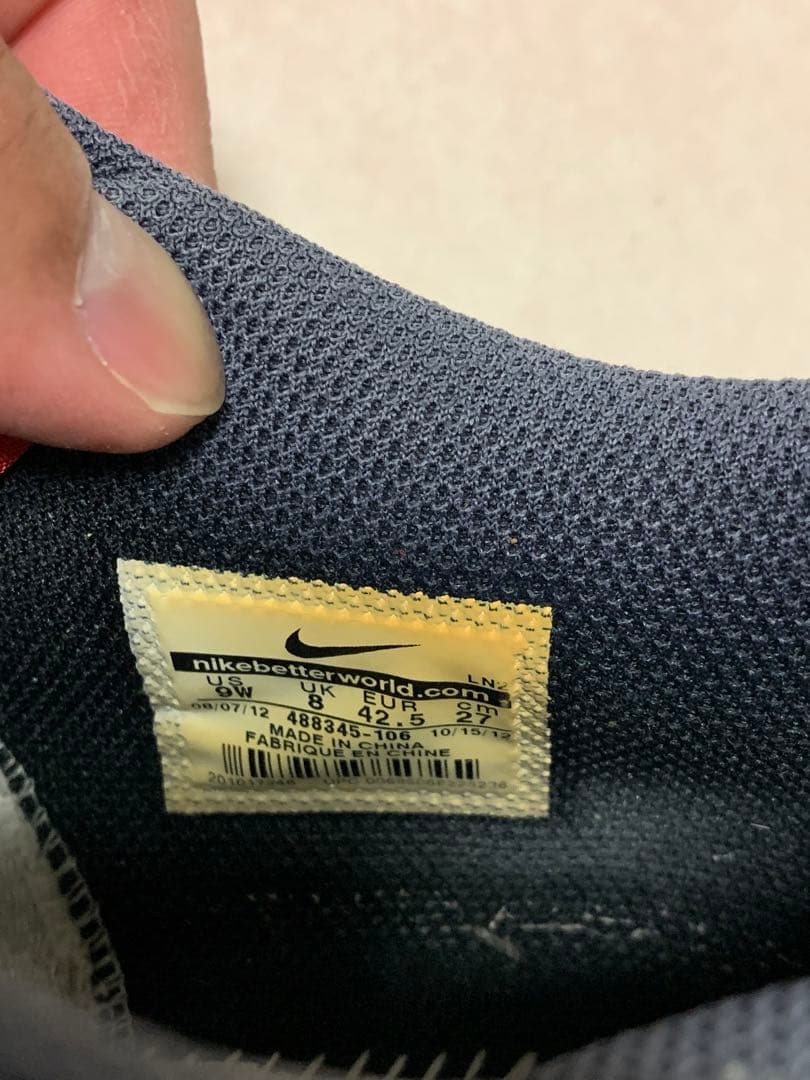 nikebetterworld.com
US UK EUR cm
9W 8 42.5 27
08/07/12 488345-106 10/15/12
MADE IN CHINA
FABRIQUE EN CHINE